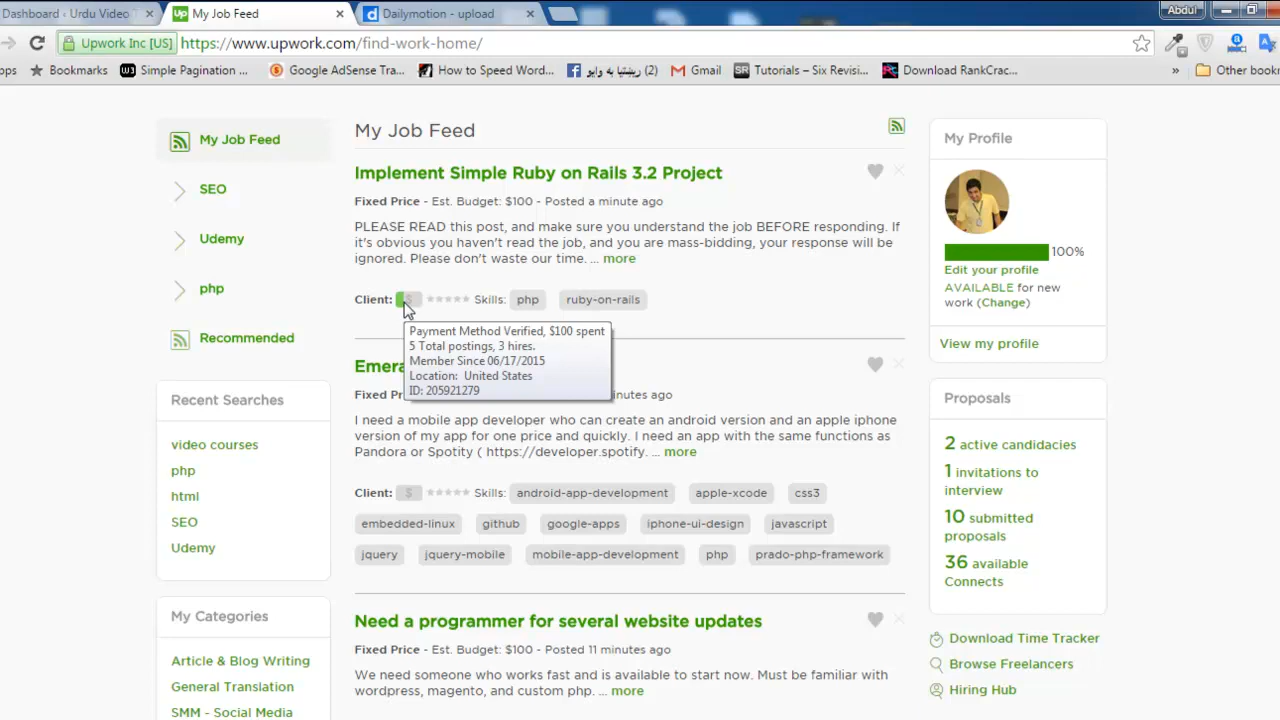 Dashboard ‹ Urdu Video
My Job Feed
Dailymotion - upload
Abdul
Upwork Inc [US]
https://www.upwork.com/find-work-home/
Bookmarks
Simple Pagination ...
Google AdSense Tra...
How to Speed Word...
Gmail
SR
Tutorials – Six Revisi...
Download RankCrac...
»
My Job Feed
SEO
Udemy
php
Recommended
Recent Searches
video courses
php
html
SEO
Udemy
My Categories
Article & Blog Writing
General Translation
SMM - Social Media
My Job Feed
Implement Simple Ruby on Rails 3.2 Project
Fixed Price - Est. Budget: $100 - Posted a minute ago
PLEASE READ this post, and make sure you understand the job BEFORE responding. If
it's obvious you haven't read the job, and you are mass-bidding, your response will be
ignored. Please don't waste our time. ... more
Client: $ Skills: php ruby-on-rails
Payment Method Verified, $100 spent
5 Total postings, 3 hires.
Member Since 06/17/2015
Location: United States
ID: 205921279
I need a mobile app developer who can create an android version and an apple iphone
version of my app for one price and quickly. I need an app with the same functions as
Pandora or Spotity ( https://developer.spotify. ... more
Client: $ Skills: android-app-development apple-xcode css3
embedded-linux github google-apps iphone-ui-design javascript
jquery jquery-mobile mobile-app-development php prado-php-framework
Need a programmer for several website updates
Fixed Price - Est. Budget: $100 - Posted 11 minutes ago
We need someone who works fast and is available to start now. Must be familiar with
wordpress, magento, and custom php. ... more
My Profile
100%
Edit your profile
AVAILABLE for new
work (Change)
View my profile
Proposals
2 active candidacies
1 invitations to
interview
10 submitted
proposals
36 available
Connects
Download Time Tracker
Browse Freelancers
Hiring Hub